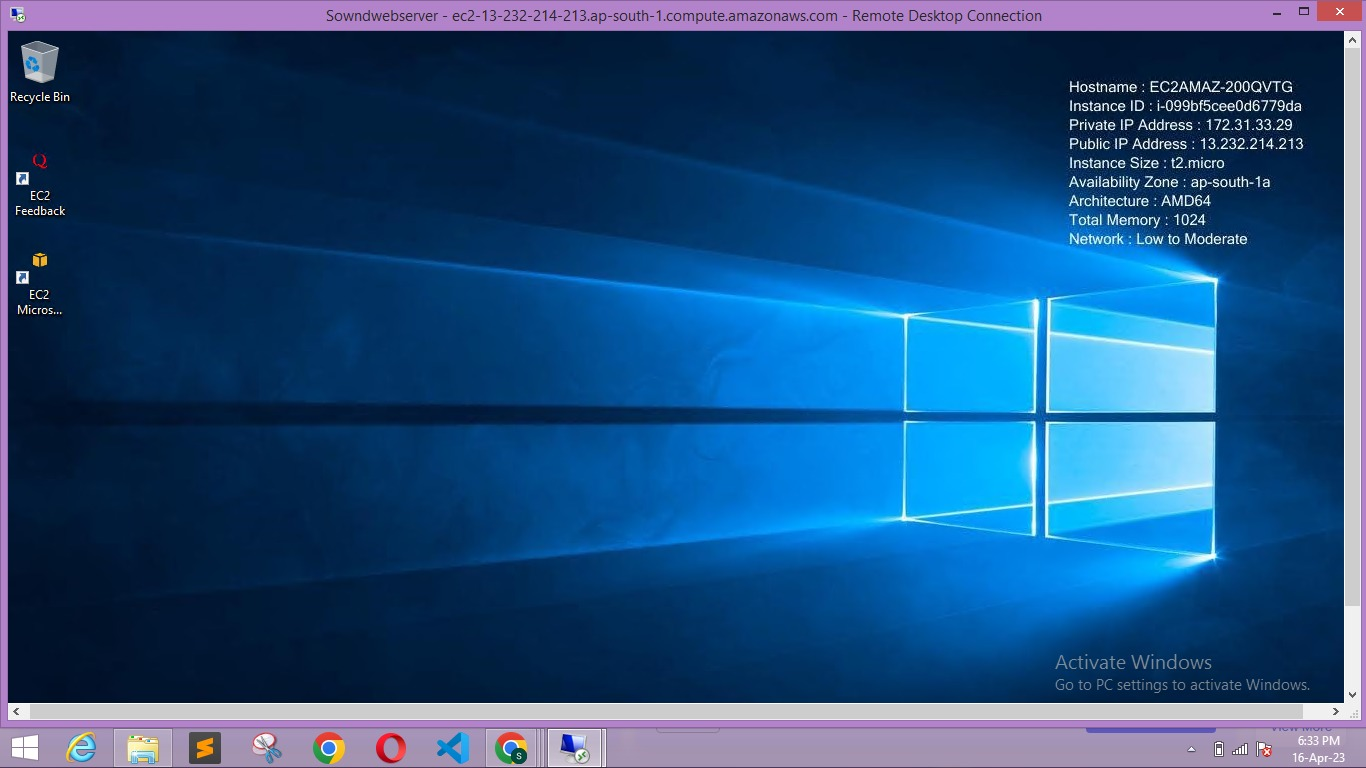 Sowndwebserver - ec2-13-232-214-213.ap-south-1.compute.amazonaws.com - Remote Desktop Connection
Recycle Bin
EC2
Feedback
EC2
Micros...
Hostname : EC2AMAZ-200QVTG
Instance ID : i-099bf5cee0d6779da
Private IP Address : 172.31.33.29
Public IP Address : 13.232.214.213
Instance Size : t2.micro
Availability Zone : ap-south-1a
Architecture : AMD64
Total Memory : 1024
Network : Low to Moderate
Activate Windows
Go to PC settings to activate Windows.
View More
6:33 PM
16-Apr-23